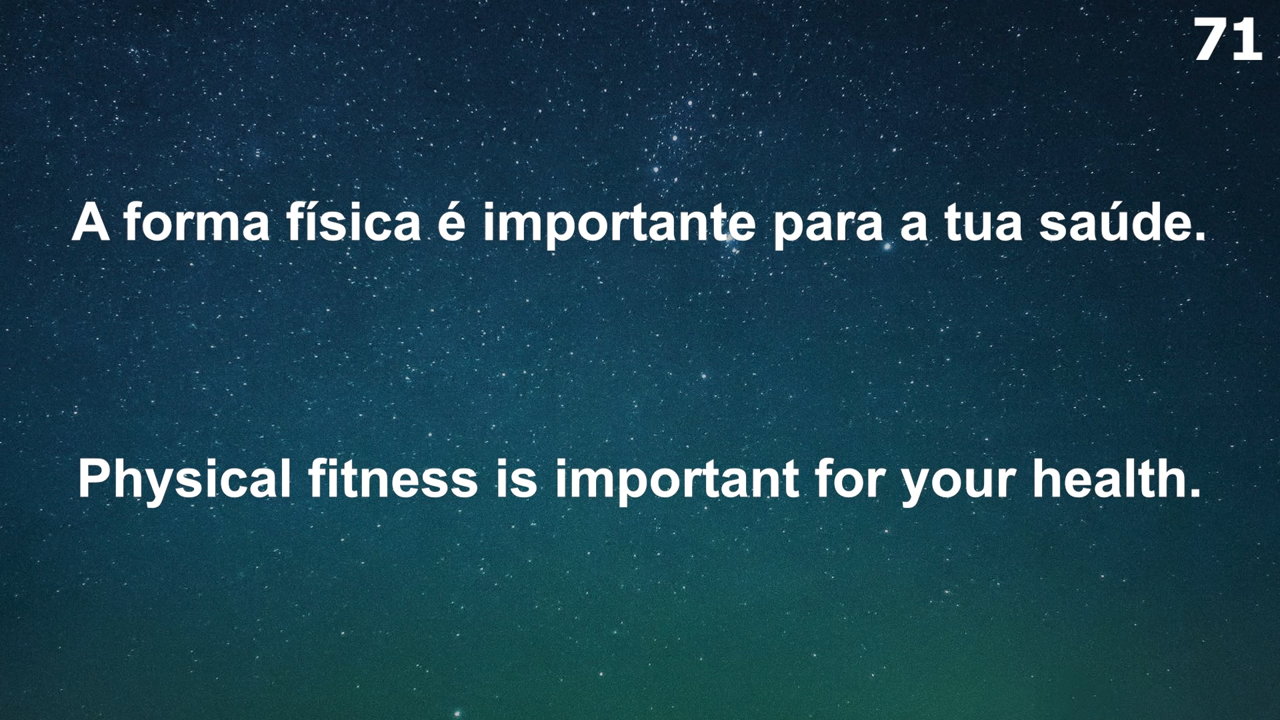 71
A forma física é importante para a tua saúde.
Physical fitness is important for your health.